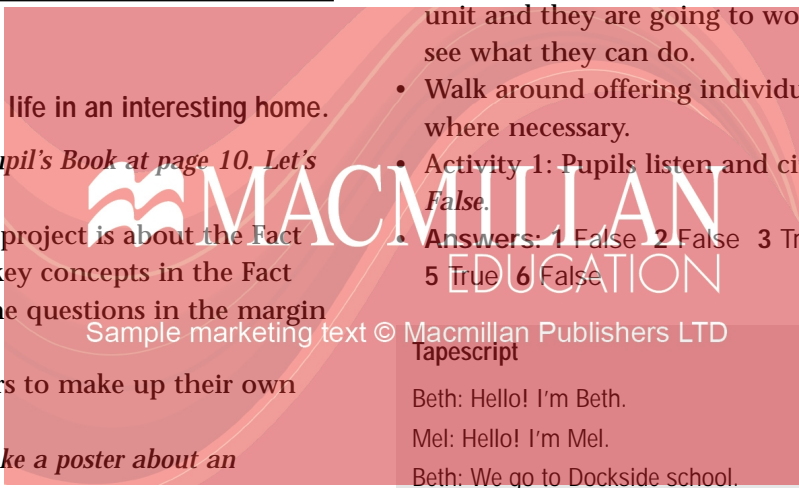 life in an interesting home.
upil's Book at page 10. Let's
project is about the Fact
key concepts in the Fact
e questions in the margin
rs to make up their own
ke a poster about an
unit and they are going to wo
see what they can do.
• Walk around offering individu
where necessary.
• Activity 1: Pupils listen and ci
False.
• Answers: 1 False 2 False 3 Tr
5 True 6 False
Tapescript
Beth: Hello! I'm Beth.
Mel: Hello! I'm Mel.
Beth: We go to Dockside school.
MACMILLAN
EDUCATION
Sample marketing text © Macmillan Publishers LTD